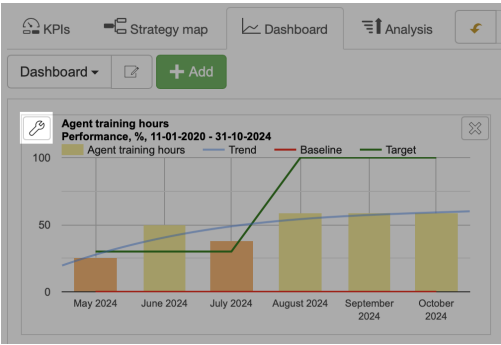 KPIs Strategy map Dashboard Analysis
Dashboard Add
Agent training hours
Performance, %, 11-01-2020 - 31-10-2024
Agent training hours Trend Baseline Target
100
50
0
May 2024 June 2024 July 2024 August 2024 September 2024 October 2024